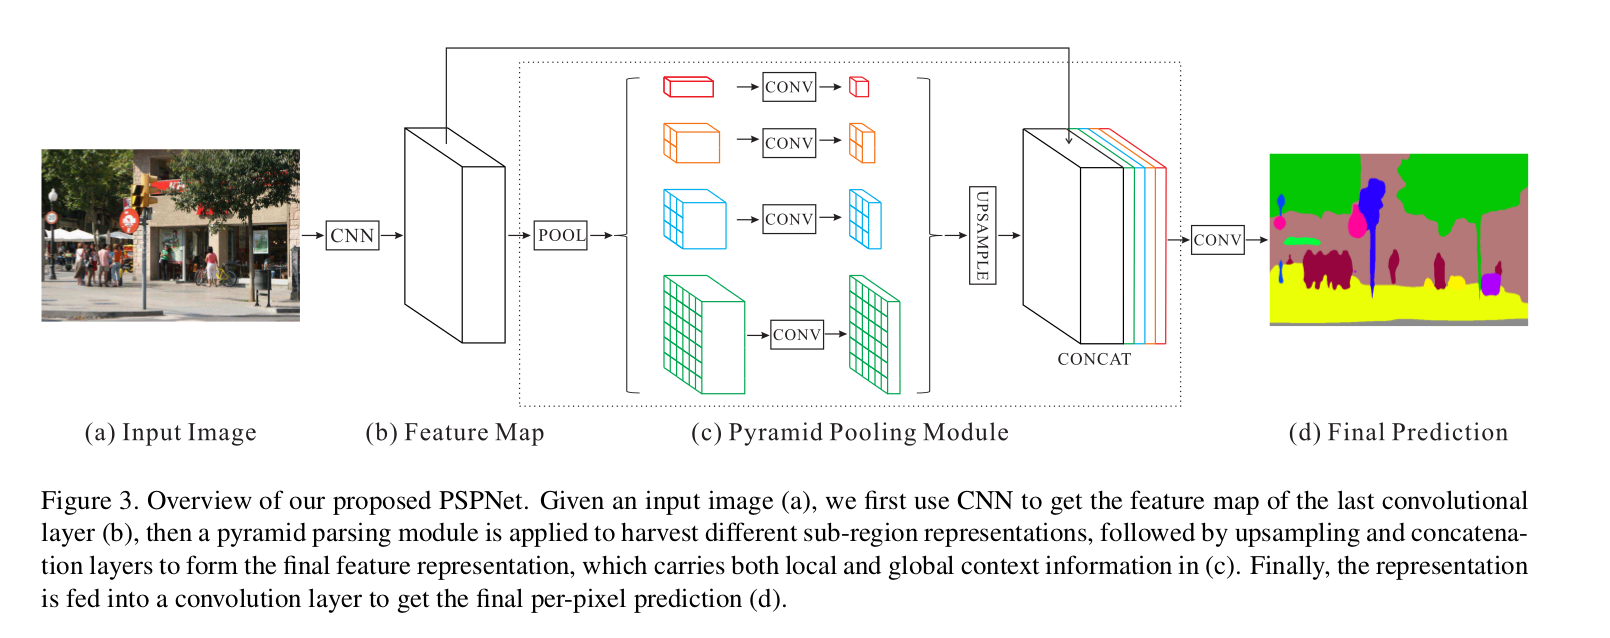 CONV
CONV
CONV
CONV
CNN
POOL
UPSAMPLE
CONV
CONCAT
(a) Input Image
(b) Feature Map
(c) Pyramid Pooling Module
(d) Final Prediction
Figure 3. Overview of our proposed PSPNet. Given an input image (a), we first use CNN to get the feature map of the last convolutional
layer (b), then a pyramid parsing module is applied to harvest different sub-region representations, followed by upsampling and concatena-
tion layers to form the final feature representation, which carries both local and global context information in (c). Finally, the representation
is fed into a convolution layer to get the final per-pixel prediction (d).